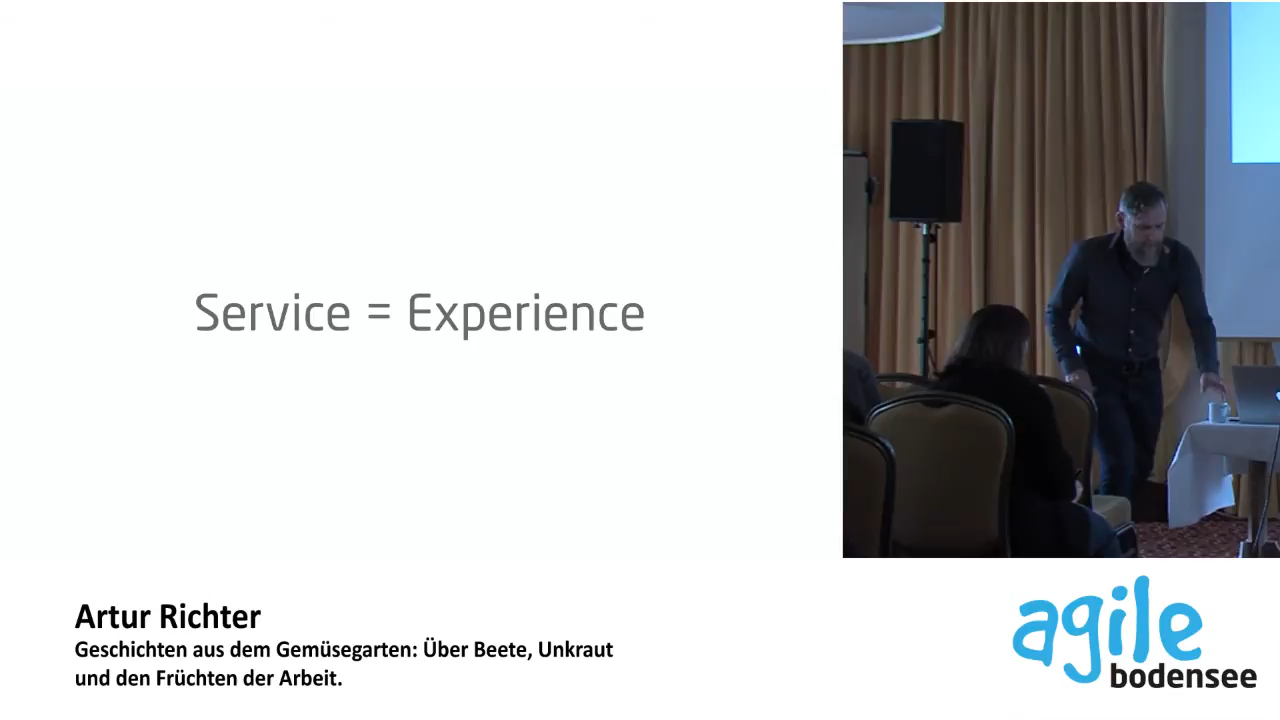 Service = Experience
Artur Richter
Geschichten aus dem Gemüsegarten: Über Beete, Unkraut
und den Früchten der Arbeit.
agile
bodensee